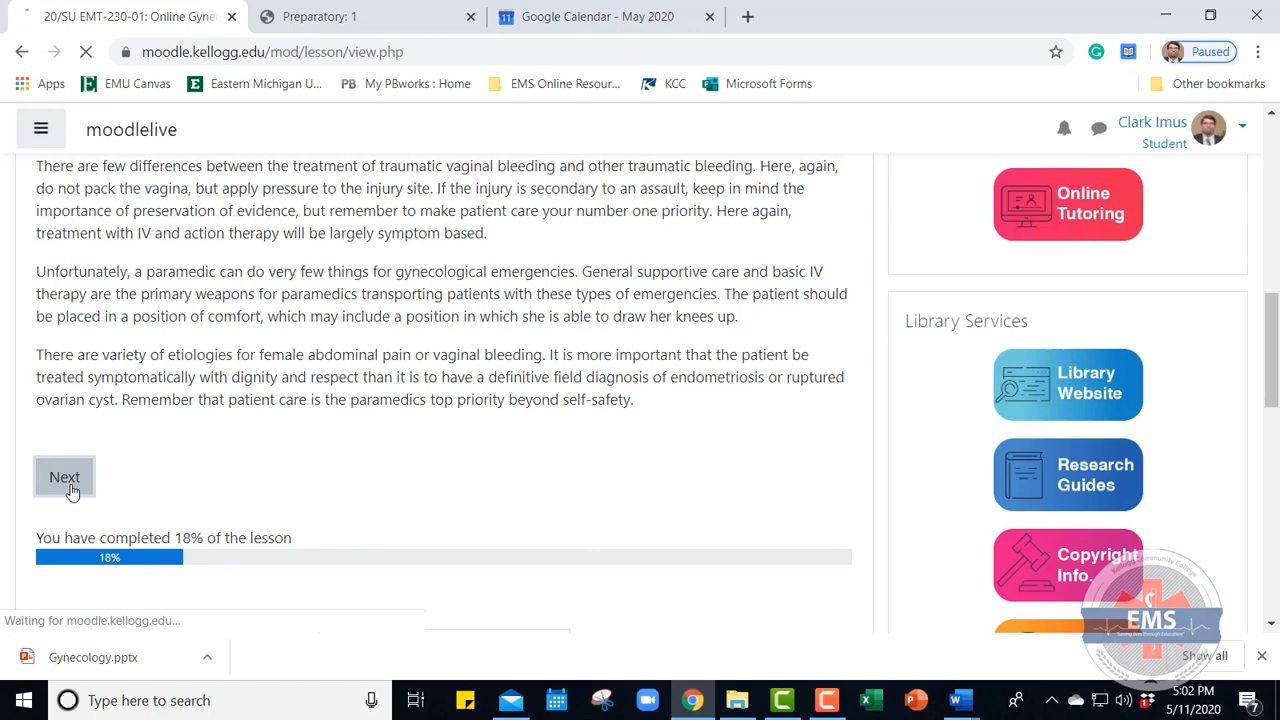 20/SU EMT-230-01: Online Gyne
Preparatory: 1
Google Calendar - May 2020
moodle.kellogg.edu/mod/lesson/view.php
Paused
Apps
EMU Canvas
Eastern Michigan U...
My PBworks : Home
EMS Online Resour...
KCC
Microsoft Forms
Other bookmarks
moodlelive
Clark Imus
Student
There are few differences between the treatment of traumatic vaginal bleeding and other traumatic bleeding. Here, again,
do not pack the vagina, but apply pressure to the injury site. If the injury is secondary to an assault, keep in mind the
importance of preservation of evidence, but remember to make patient care your number one priority. Here again,
treatment with IV and action therapy will be largely symptom based.
Unfortunately, a paramedic can do very few things for gynecological emergencies. General supportive care and basic IV
therapy are the primary weapons for paramedics transporting patients with these types of emergencies. The patient should
be placed in a position of comfort, which may include a position in which she is able to draw her knees up.
There are variety of etiologies for female abdominal pain or vaginal bleeding. It is more important that the patient be
treated symptomatically with dignity and respect than it is to have a definitive field diagnosis of endometriosis or ruptured
ovarian cyst. Remember that patient care is the paramedics top priority beyond self-safety.
Next
You have completed 18% of the lesson
18%
Online
Tutoring
Library Services
Library
Website
Research
Guides
Copyright
Info.
Kellogg Community College
EMS
"Saving lives through Education"
Waiting for moodle.kellogg.edu...
Gynecology.pptx
Show all
Type here to search
5:02 PM
5/11/2020
7